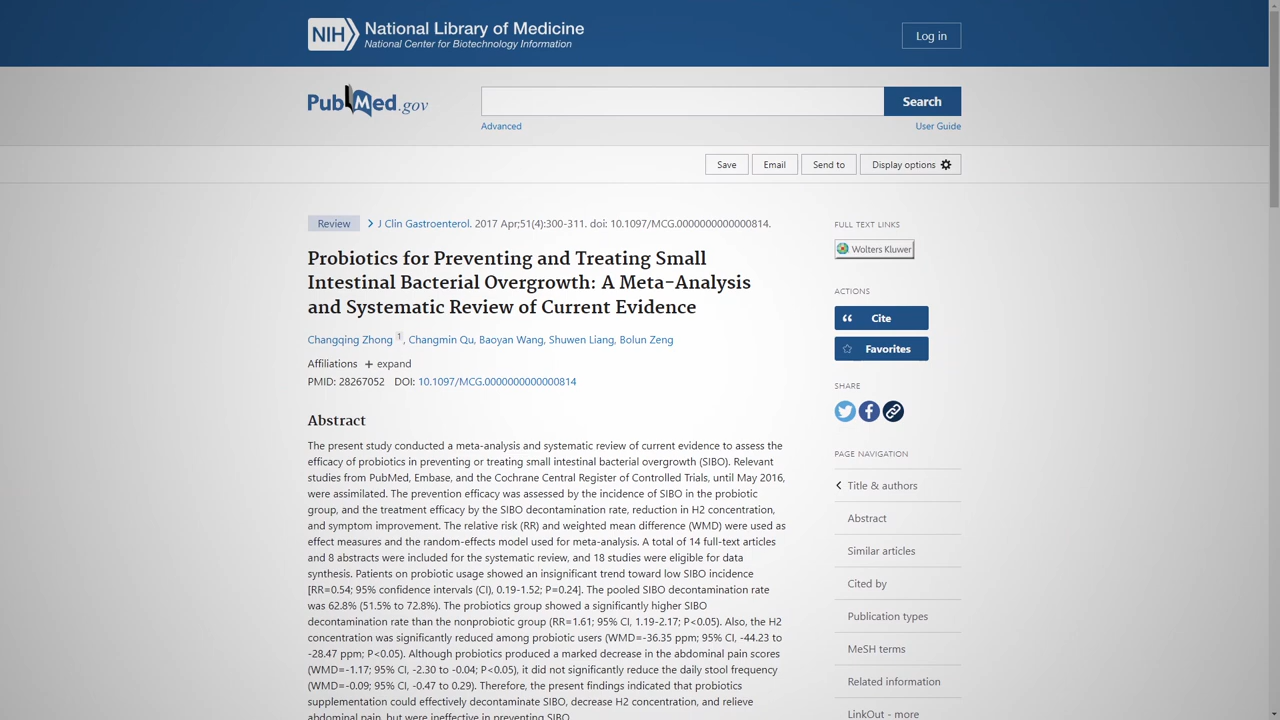 NIH National Library of Medicine
National Center for Biotechnology Information
Log in
PubMed.gov
Search
Advanced
User Guide
Save
Email
Send to
Display options
Review
J Clin Gastroenterol. 2017 Apr;51(4):300-311. doi: 10.1097/MCG.0000000000000814.
Probiotics for Preventing and Treating Small
Intestinal Bacterial Overgrowth: A Meta-Analysis
and Systematic Review of Current Evidence
Changqing Zhong 1, Changmin Qu, Baoyan Wang, Shuwen Liang, Bolun Zeng
Affiliations + expand
PMID: 28267052 DOI: 10.1097/MCG.0000000000000814
Abstract
The present study conducted a meta-analysis and systematic review of current evidence to assess the
efficacy of probiotics in preventing or treating small intestinal bacterial overgrowth (SIBO). Relevant
studies from PubMed, Embase, and the Cochrane Central Register of Controlled Trials, until May 2016,
were assimilated. The prevention efficacy was assessed by the incidence of SIBO in the probiotic
group, and the treatment efficacy by the SIBO decontamination rate, reduction in H2 concentration,
and symptom improvement. The relative risk (RR) and weighted mean difference (WMD) were used as
effect measures and the random-effects model used for meta-analysis. A total of 14 full-text articles
and 8 abstracts were included for the systematic review, and 18 studies were eligible for data
synthesis. Patients on probiotic usage showed an insignificant trend toward low SIBO incidence
[RR=0.54; 95% confidence intervals (CI), 0.19-1.52; P=0.24]. The pooled SIBO decontamination rate
was 62.8% (51.5% to 72.8%). The probiotics group showed a significantly higher SIBO
decontamination rate than the nonprobiotic group (RR=1.61; 95% CI, 1.19-2.17; P<0.05). Also, the H2
concentration was significantly reduced among probiotic users (WMD=-36.35 ppm; 95% CI, -44.23 to
-28.47 ppm; P<0.05). Although probiotics produced a marked decrease in the abdominal pain scores
(WMD=-1.17; 95% CI, -2.30 to -0.04; P<0.05), it did not significantly reduce the daily stool frequency
(WMD=-0.09; 95% CI, -0.47 to 0.29). Therefore, the present findings indicated that probiotics
supplementation could effectively decontaminate SIBO, decrease H2 concentration, and relieve
abdominal pain, but were ineffective in preventing SIBO.
FULL TEXT LINKS
Wolters Kluwer
ACTIONS
Cite
Favorites
SHARE
PAGE NAVIGATION
Title & authors
Abstract
Similar articles
Cited by
Publication types
MeSH terms
Related information
LinkOut - more